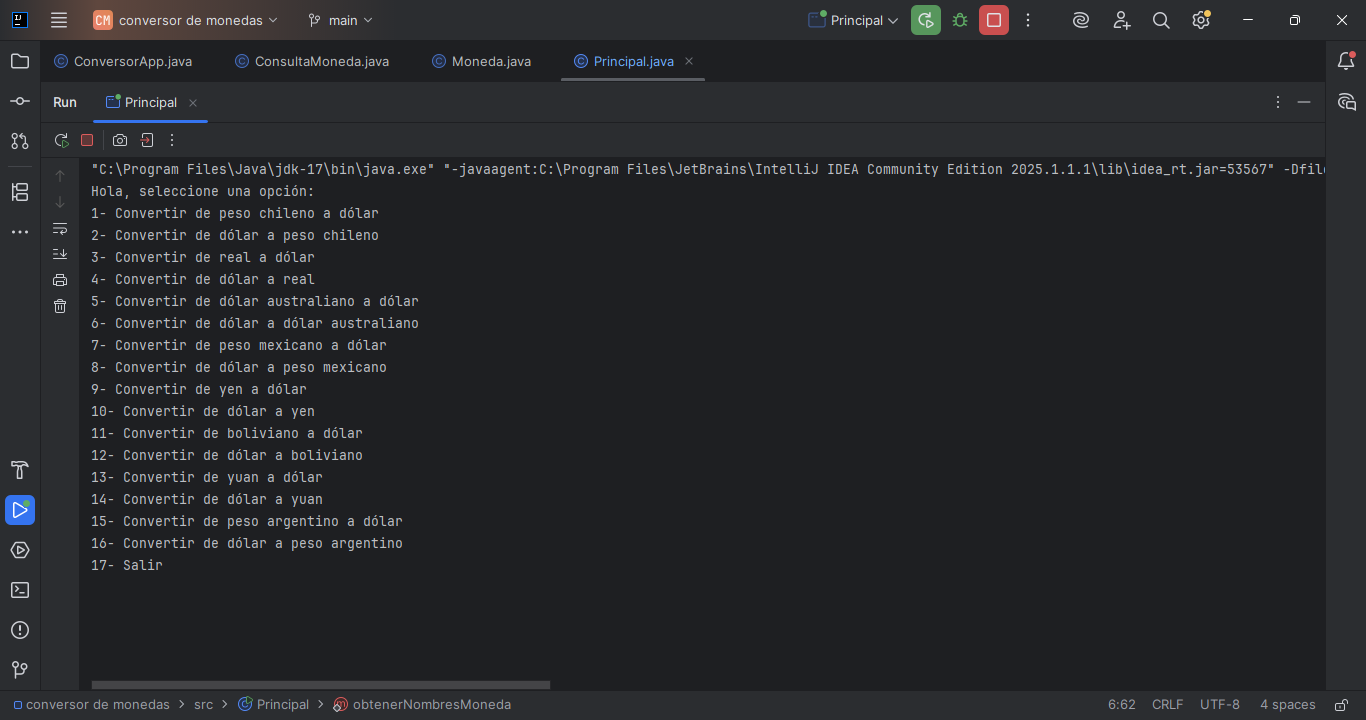 CM conversor de monedas main Principal
ConversorApp.java ConsultaMoneda.java Moneda.java Principal.java
Run Principal
"C:\Program Files\Java\jdk-17\bin\java.exe" "-javaagent:C:\Program Files\JetBrains\IntelliJ IDEA Community Edition 2025.1.1.1\lib\idea_rt.jar=53567" -Dfile
Hola, seleccione una opción:
1- Convertir de peso chileno a dólar
2- Convertir de dólar a peso chileno
3- Convertir de real a dólar
4- Convertir de dólar a real
5- Convertir de dólar australiano a dólar
6- Convertir de dólar a dólar australiano
7- Convertir de peso mexicano a dólar
8- Convertir de dólar a peso mexicano
9- Convertir de yen a dólar
10- Convertir de dólar a yen
11- Convertir de boliviano a dólar
12- Convertir de dólar a boliviano
13- Convertir de yuan a dólar
14- Convertir de dólar a yuan
15- Convertir de peso argentino a dólar
16- Convertir de dólar a peso argentino
17- Salir
conversor de monedas > src > Principal > obtenerNombresMoneda 6:62 CRLF UTF-8 4 spaces